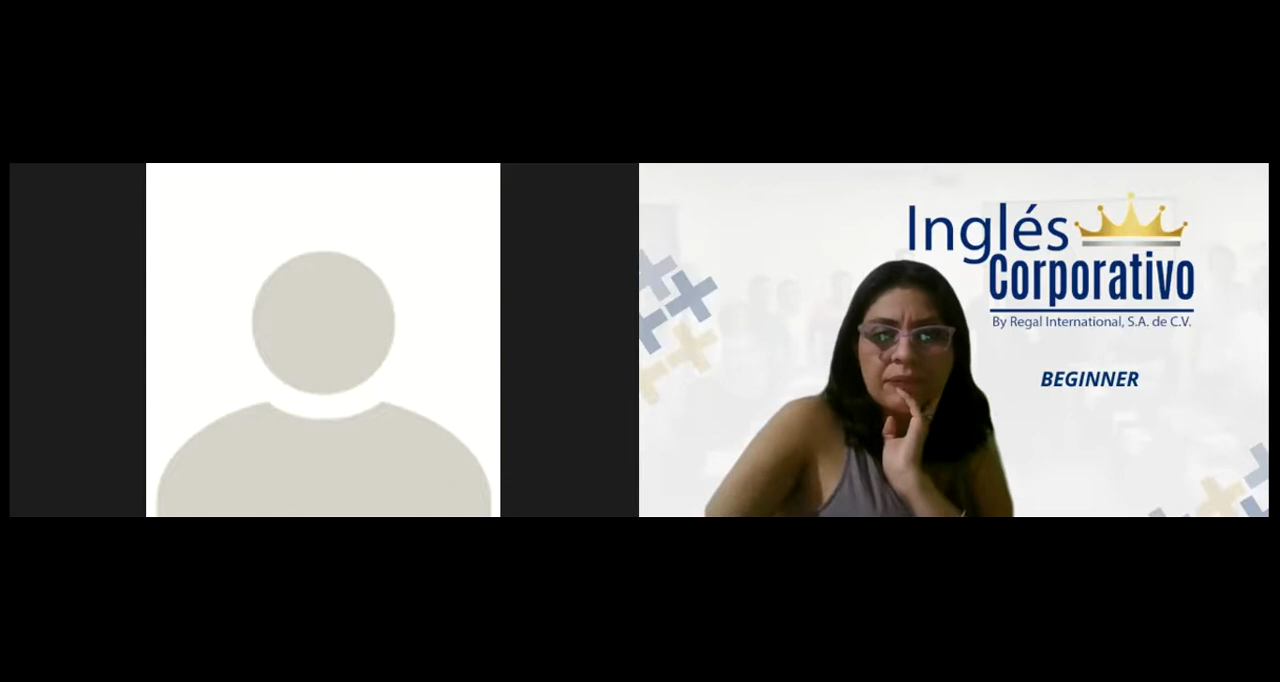 Inglés
Corporativo
By Regal International, S.A. de C.V.
BEGINNER